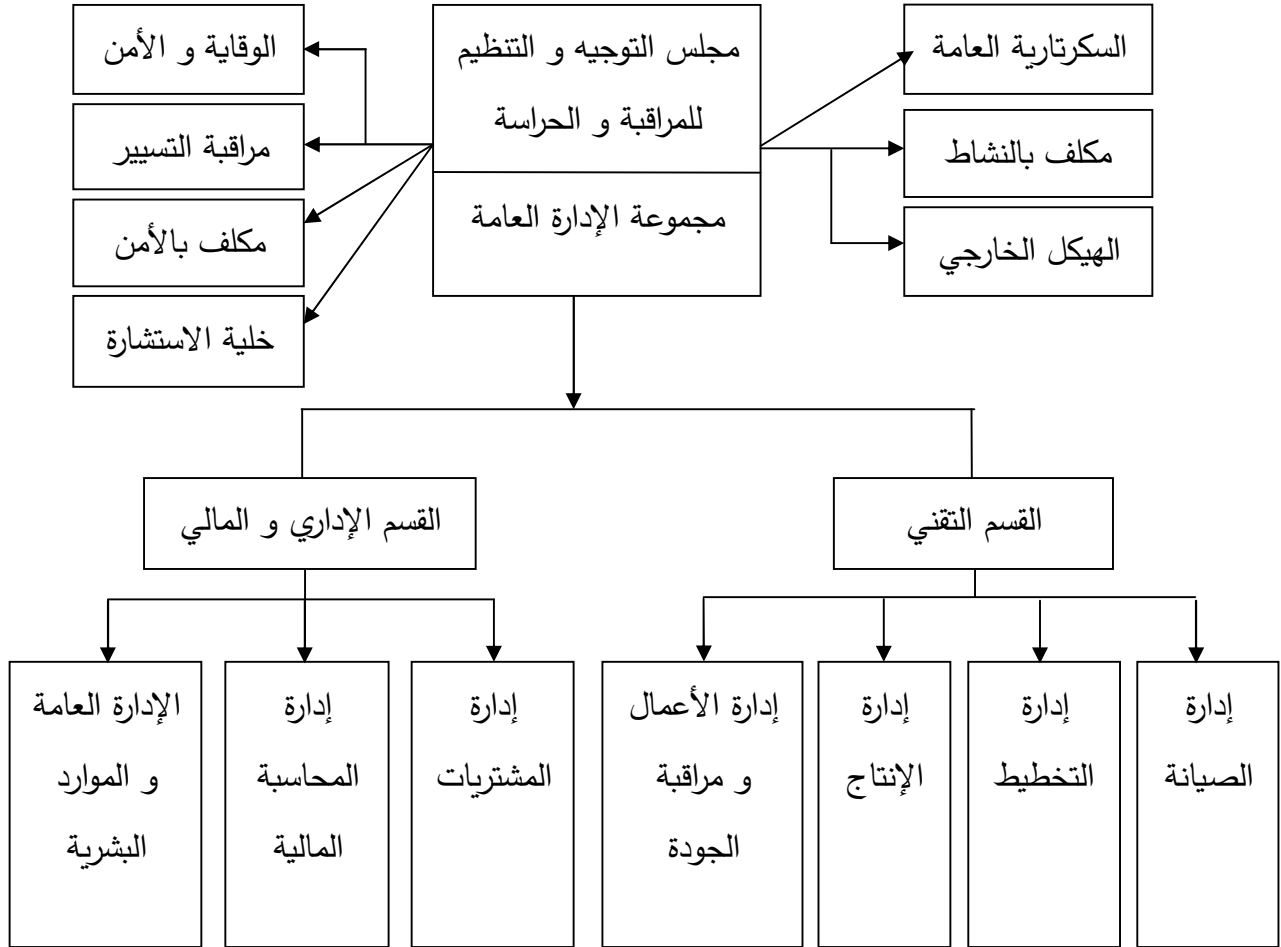 السكرتارية العامة
مكلف بالنشاط
الهيكل الخارجي
مجلس التوجيه و التنظيم
للمراقبة و الحراسة
مجموعة الإدارة العامة
الوقاية و الأمن
مراقبة التسيير
مكلف بالأمن
خلية الاستشارة
القسم التقني
القسم الإداري و المالي
إدارة
الصيانة
إدارة
التخطيط
إدارة
الإنتاج
إدارة الأعمال
و مراقبة
الجودة
إدارة
المشتريات
إدارة
المحاسبة
المالية
الإدارة العامة
و الموارد
البشرية